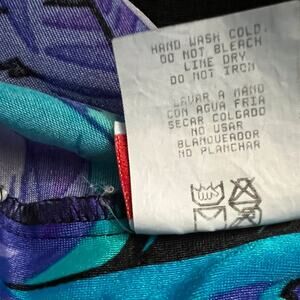 HAND WASH COLD.
DO NOT BLEACH
LINE DRY
DO NOT IRON
LAVAR A MANO
CON AGUA FRIA
SECAR COLGADO
NO USAR
BLANQUEADOR
NO PLANCHAR